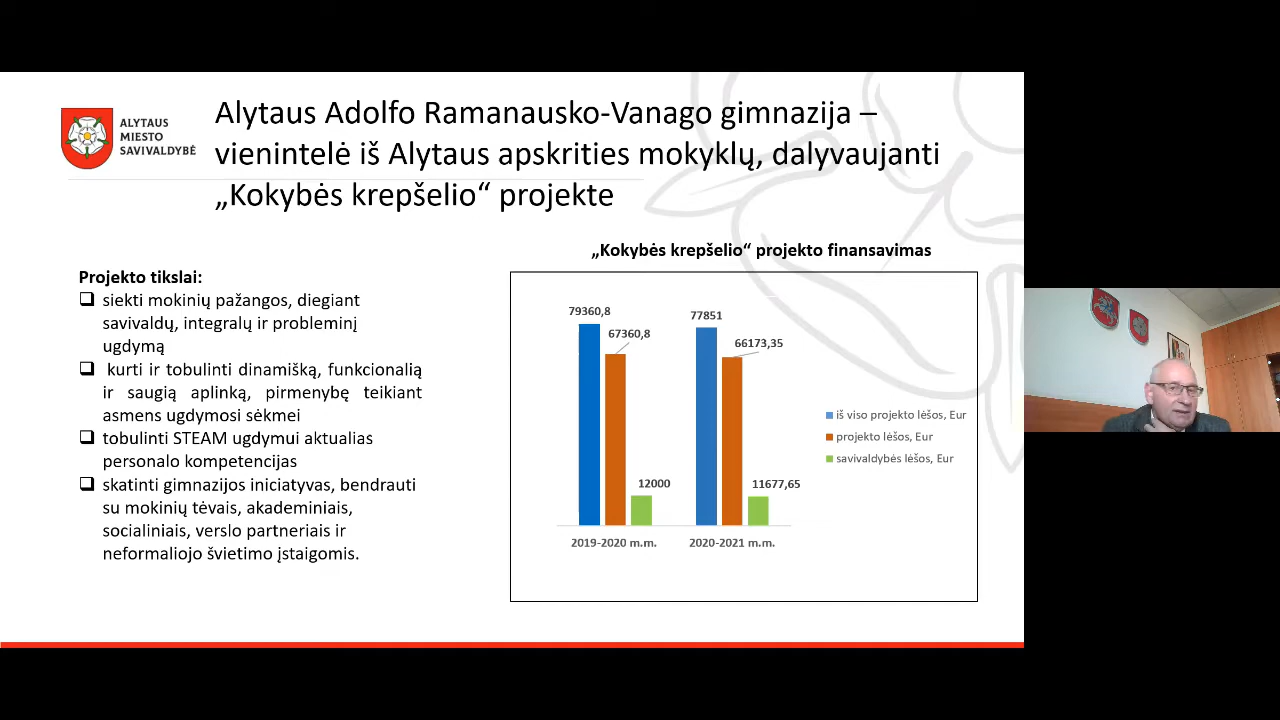 ALYTAUS
MIESTO
SAVIVALDYBĖ
Alytaus Adolfo Ramanausko-Vanago gimnazija –
vienintelė iš Alytaus apskrities mokyklų, dalyvaujanti
„Kokybės krepšelio“ projekte
Projekto tikslai:
siekti mokinių pažangos, diegiant
savivaldų, integralų ir probleminį
ugdymą
kurti ir tobulinti dinamišką, funkcionalią
ir saugią aplinką, pirmenybę teikiant
asmens ugdymosi sėkmei
tobulinti STEAM ugdymui aktualias
personalo kompetencijas
skatinti gimnazijos iniciatyvas, bendrauti
su mokinių tėvais, akademiniais,
socialiniais, verslo partneriais ir
neformaliojo švietimo įstaigomis.
„Kokybės krepšelio“ projekto finansavimas
79360,8
67360,8
12000
77851
66173,35
11677,65
2019-2020 m.m.
2020-2021 m.m.
iš viso projekto lėšos, Eur
projekto lėšos, Eur
savivaldybės lėšos, Eur